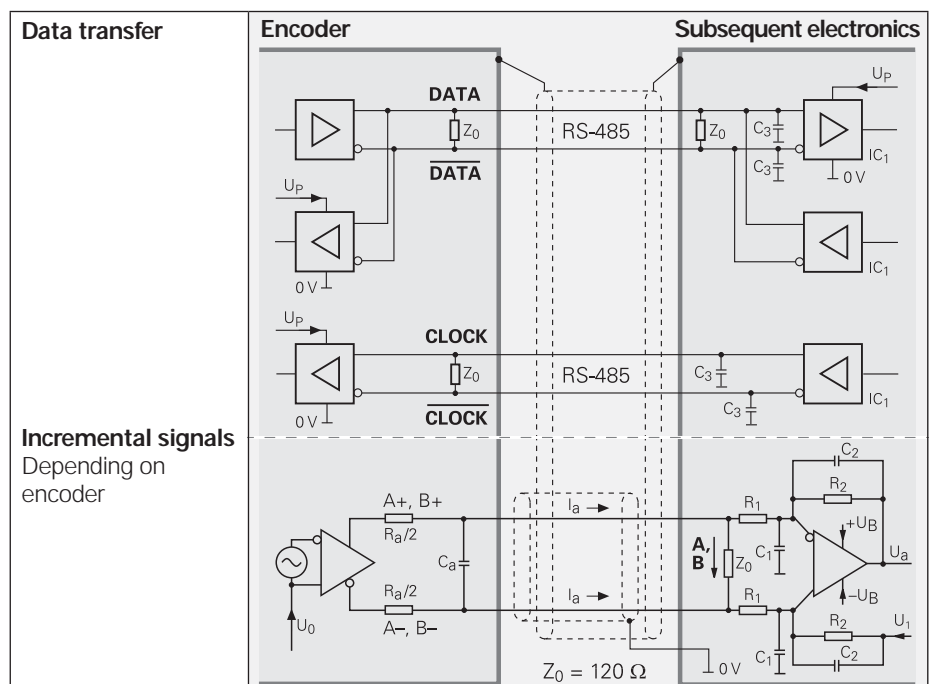 Data transfer
Encoder
Subsequent electronics
DATA
Z0
RS-485
Z0
C3
UP
DATA
C3
IC1
0 V
UP
0 V
IC1
UP
CLOCK
Z0
RS-485
C3
CLOCK
C3
0 V
IC1
Incremental signals
Depending on
encoder
C2
R2
A+, B+
Ra/2
Ia
R1
+UB
Ca
A,
B
Z0
C1
Ua
Ra/2
Ia
R1
–UB
A–, B–
U0
R2
U1
C1
C2
Z0 = 120 Ω
0 V